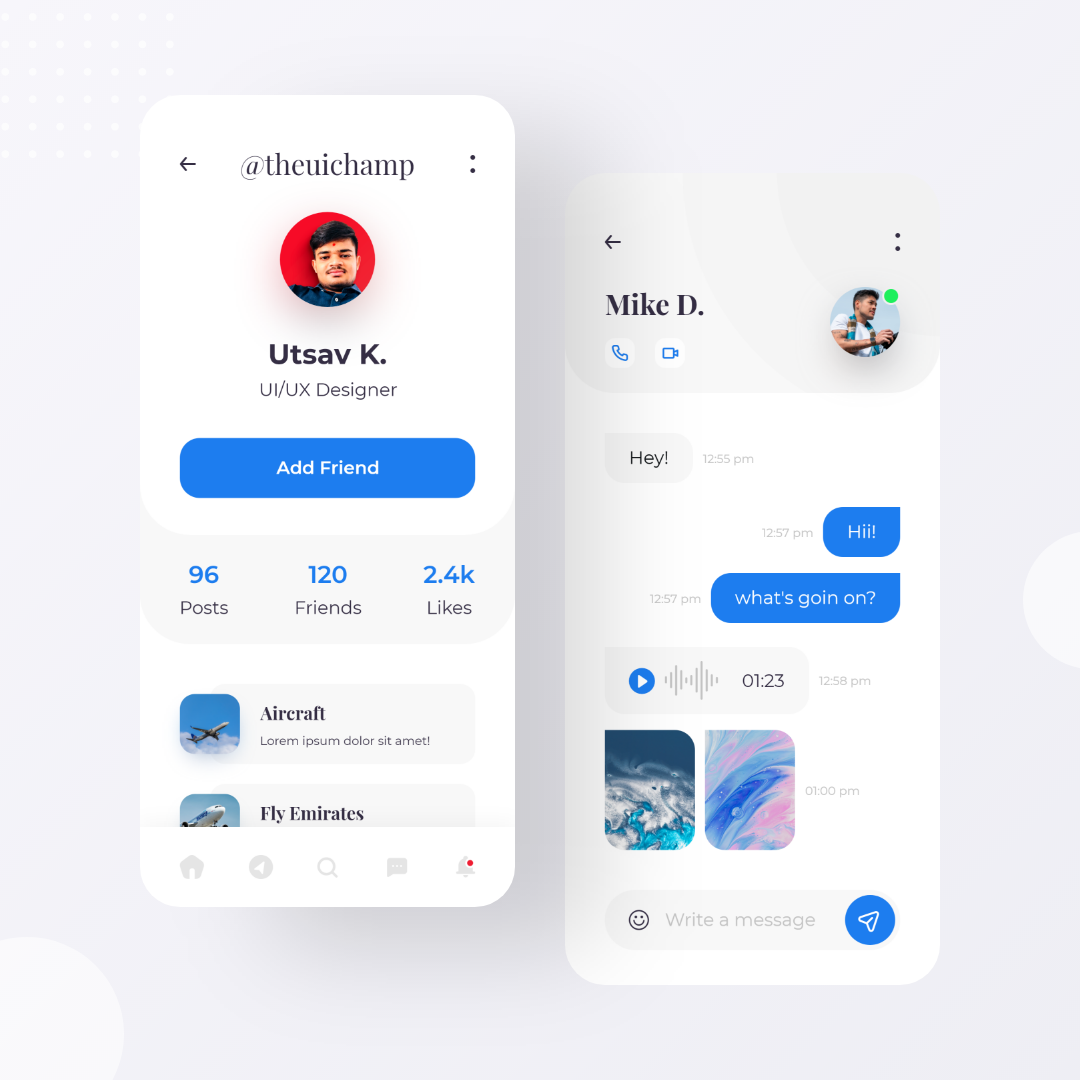 @theuichamp
Utsav K.
UI/UX Designer
Add Friend
96 120 2.4k
Posts Friends Likes
Aircraft
Lorem ipsum dolor sit amet!
Fly Emirates
Mike D.
Hey! 12:55 pm
12:57 pm Hii!
12:57 pm what's goin on?
01:23 12:58 pm
01:00 pm
Write a message